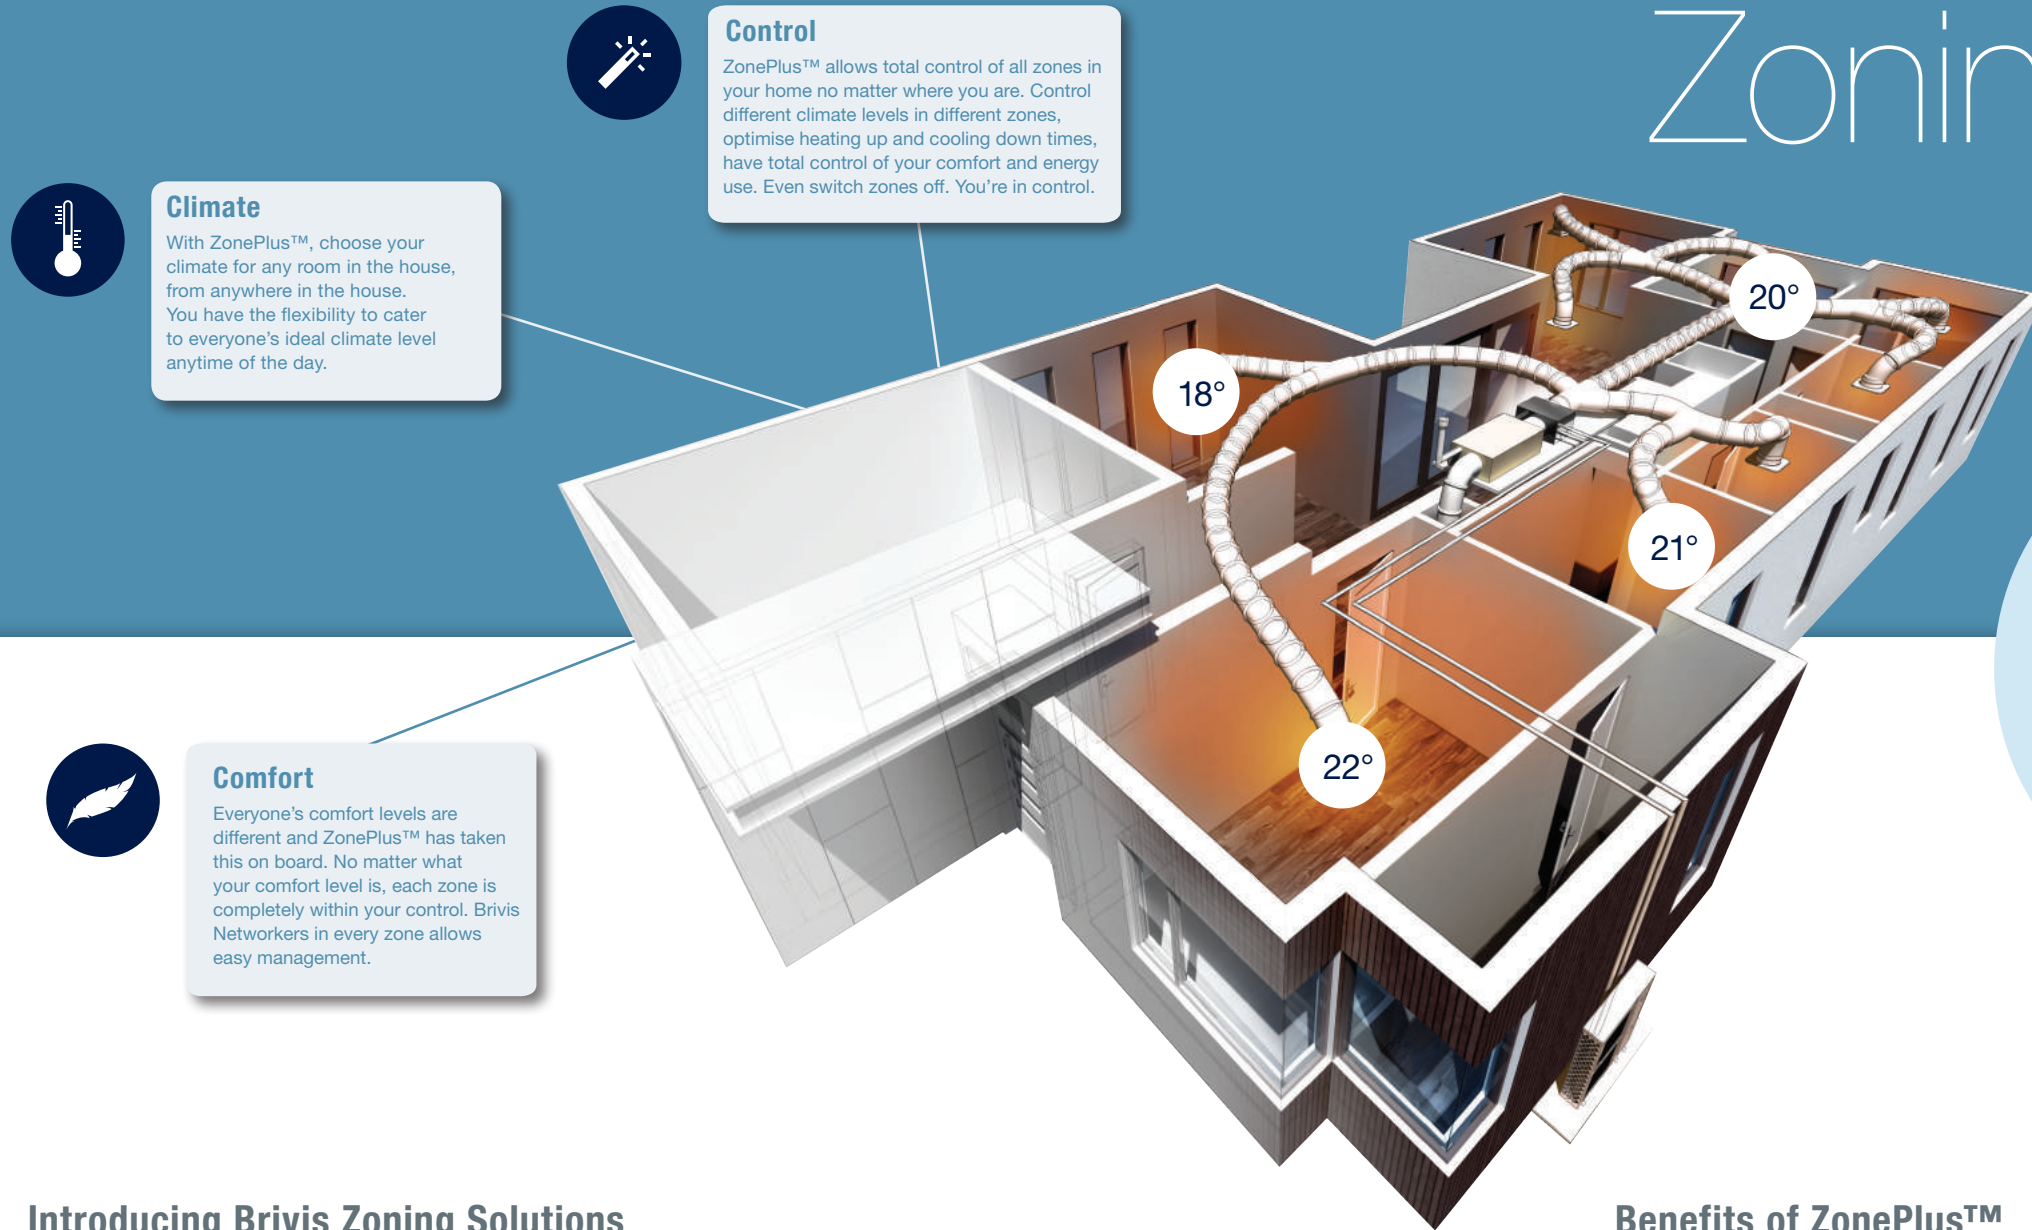 Control
ZonePlus™ allows total control of all zones in
your home no matter where you are. Control
different climate levels in different zones,
optimise heating up and cooling down times,
have total control of your comfort and energy
use. Even switch zones off. You’re in control.
Climate
With ZonePlus™, choose your
climate for any room in the house,
from anywhere in the house.
You have the flexibility to cater
to everyone’s ideal climate level
anytime of the day.
20°
18°
21°
22°
Comfort
Everyone’s comfort levels are
different and ZonePlus™ has taken
this on board. No matter what
your comfort level is, each zone is
completely within your control. Brivis
Networkers in every zone allows
easy management.
Introducing Brivis Zoning Solutions
Benefits of ZonePlus™